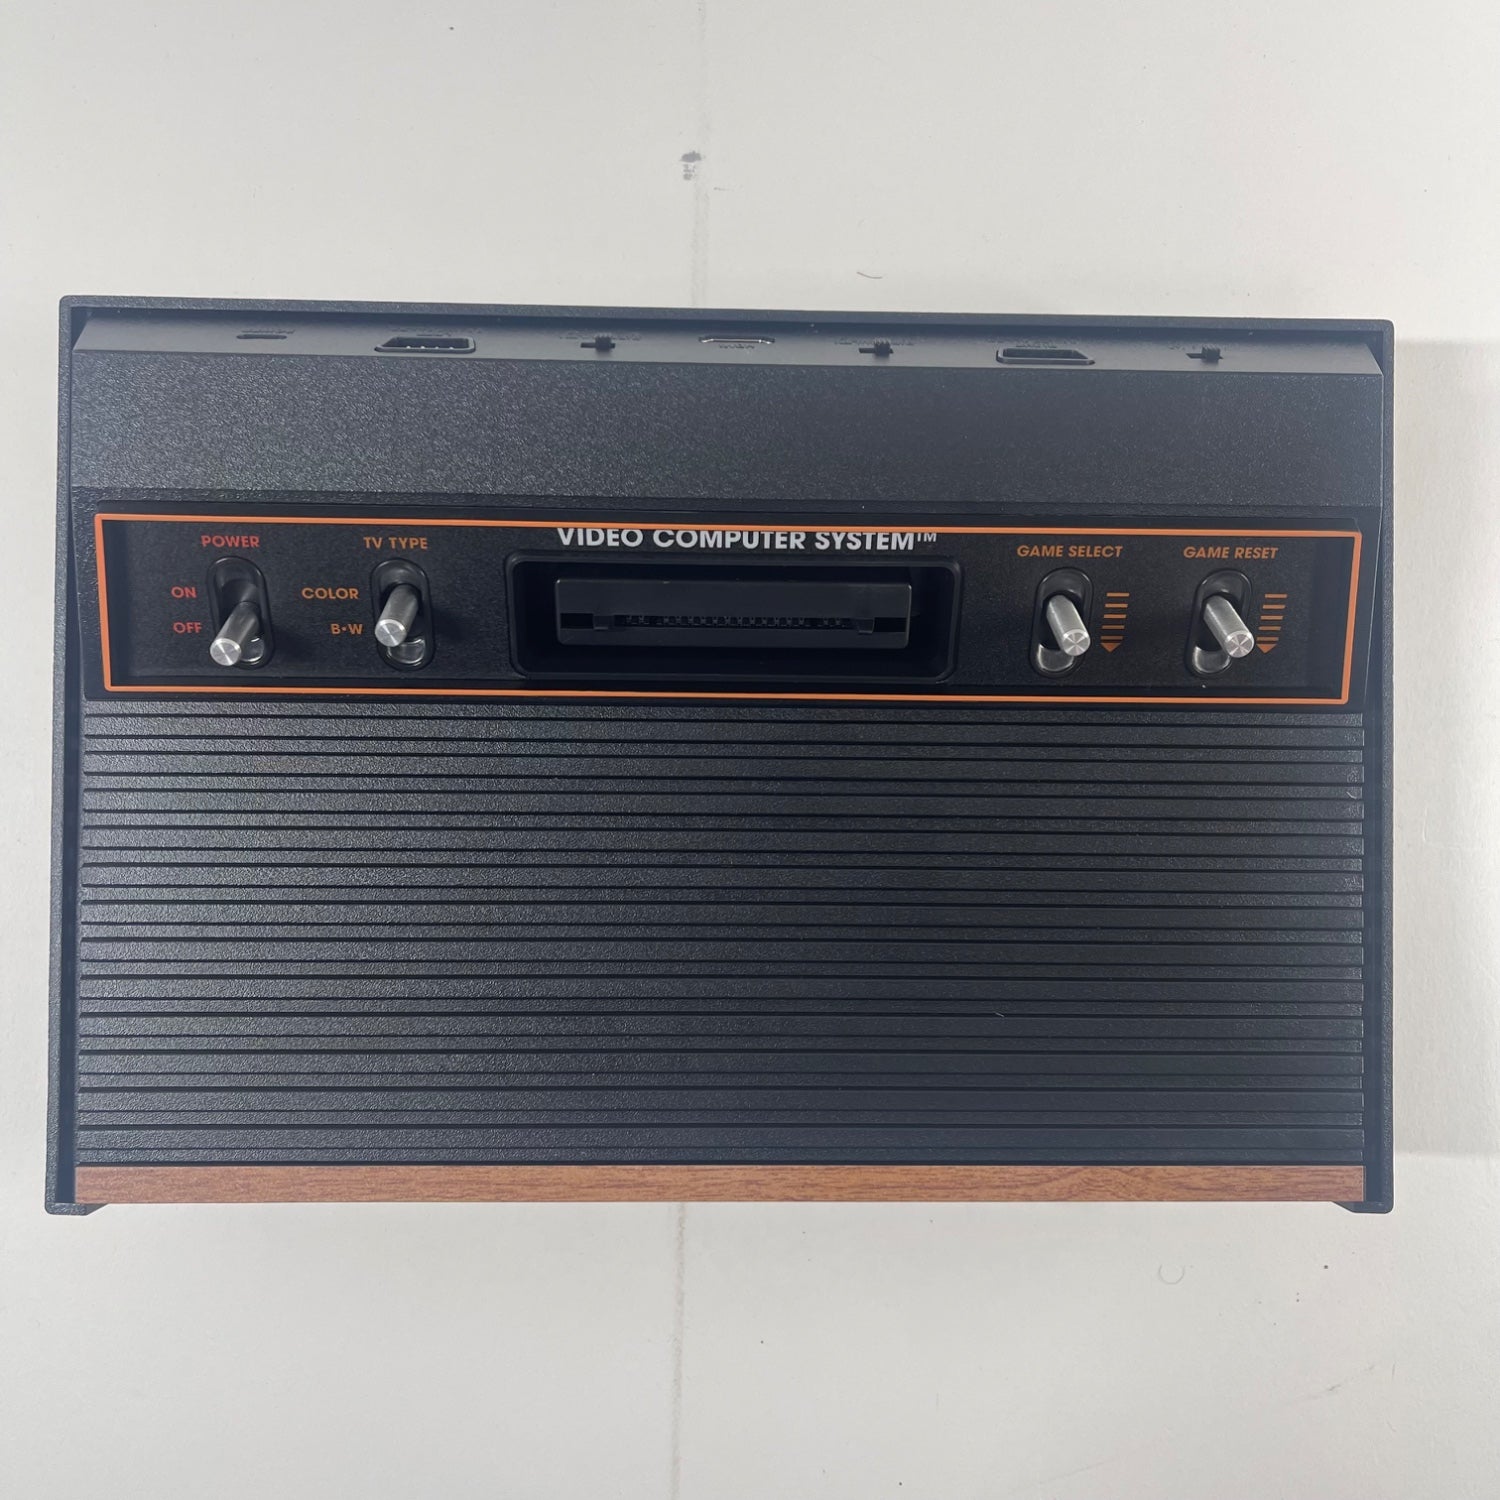 VIDEO COMPUTER SYSTEM™
POWER
ON
OFF
TV TYPE
COLOR
B•W
GAME SELECT
GAME RESET